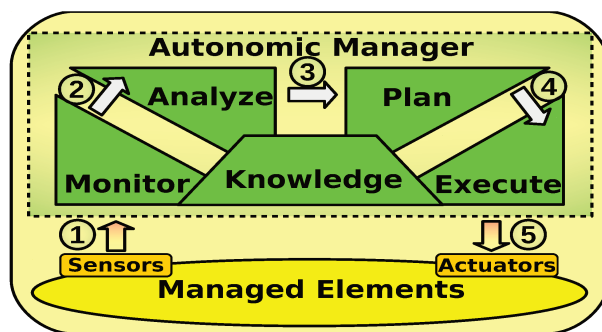 Autonomic Manager
2 3 4
Analyze Plan
Monitor Knowledge Execute
1 5
Sensors Actuators
Managed Elements